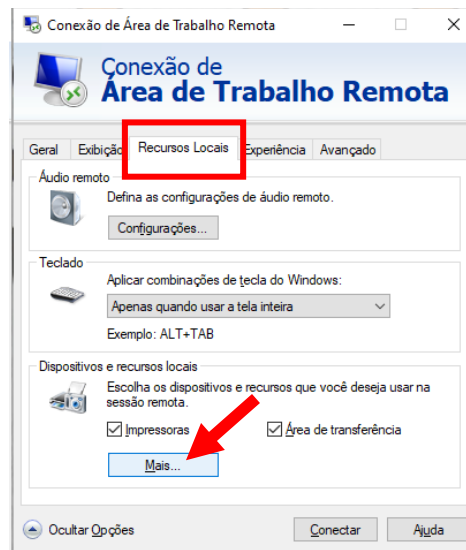 Conexão de Área de Trabalho Remota
Conexão de
Área de Trabalho Remota
Geral Exibição Recursos Locais Experiência Avançado
Áudio remoto
Defina as configurações de áudio remoto.
Configurações...
Teclado
Aplicar combinações de tecla do Windows:
Apenas quando usar a tela inteira
Exemplo: ALT+TAB
Dispositivos e recursos locais
Escolha os dispositivos e recursos que você deseja usar na
sessão remota.
Impressoras Área de transferência
Mais...
Ocultar Opções Conectar Ajuda